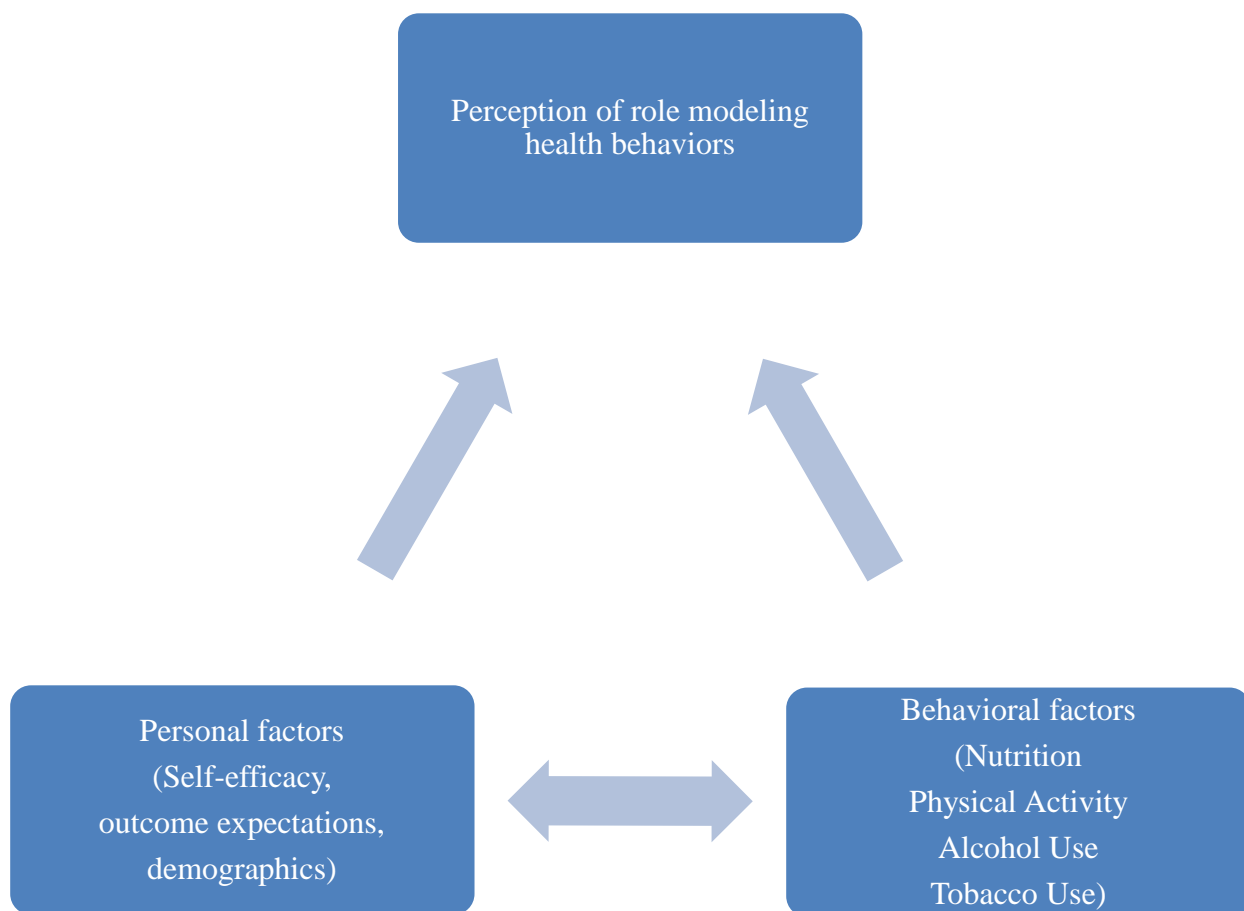 Perception of role modeling
health behaviors
Personal factors
(Self-efficacy,
outcome expectations,
demographics)
Behavioral factors
(Nutrition
Physical Activity
Alcohol Use
Tobacco Use)